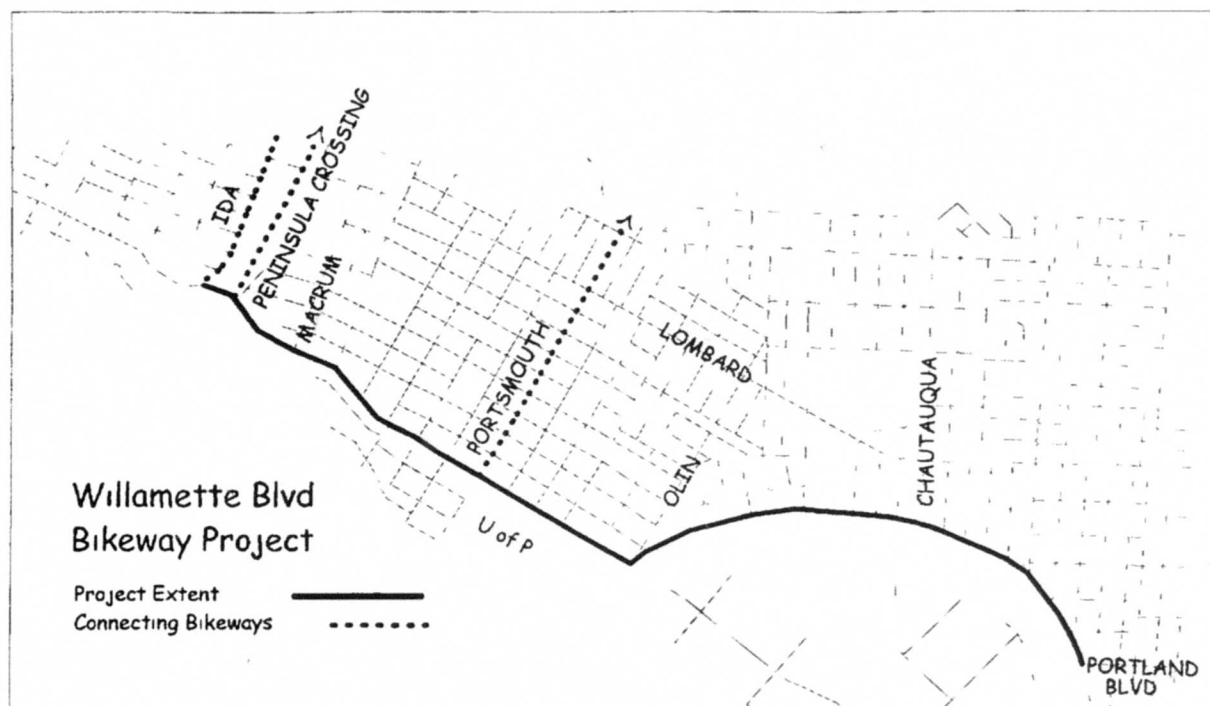 IDA
PENINSULA CROSSING
MACRUM
PORTSMOUTH
LOMBARD
OLIN
CHAUTAUQUA
U of P
Willamette Blvd
Bikeway Project
Project Extent
Connecting Bikeways
PORTLAND
BLVD